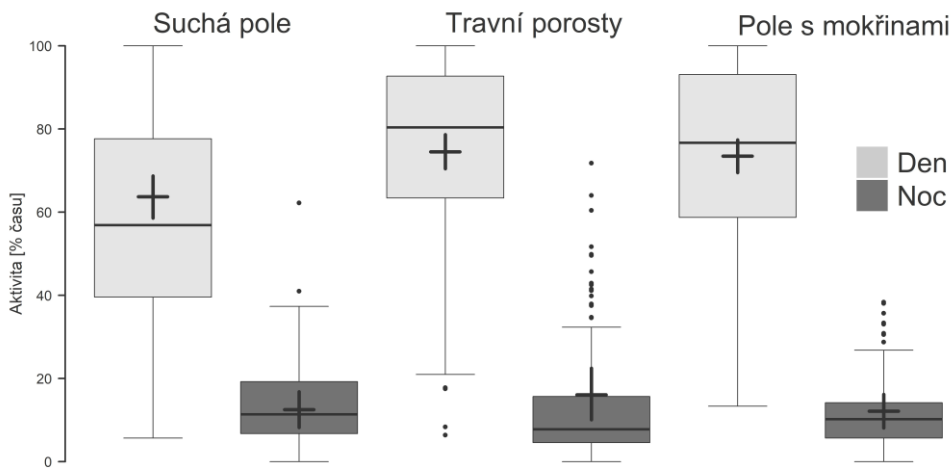 Suchá pole
Travní porosty
Pole s mokřinami
Aktivita [% času]
100
80
60
40
20
0
Den
Noc